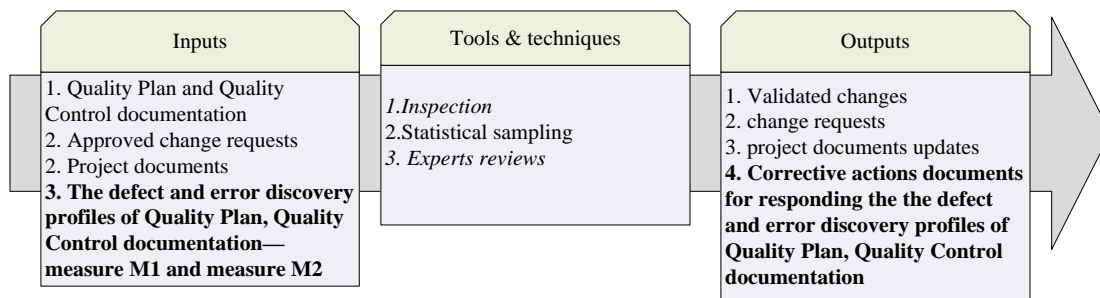 Inputs
1. Quality Plan and Quality
Control documentation
2. Approved change requests
2. Project documents
3. The defect and error discovery
profiles of Quality Plan, Quality
Control documentation—
measure M1 and measure M2
Tools & techniques
1.Inspection
2.Statistical sampling
3. Experts reviews
Outputs
1. Validated changes
2. change requests
3. project documents updates
4. Corrective actions documents
for responding the the defect
and error discovery profiles of
Quality Plan, Quality Control
documentation